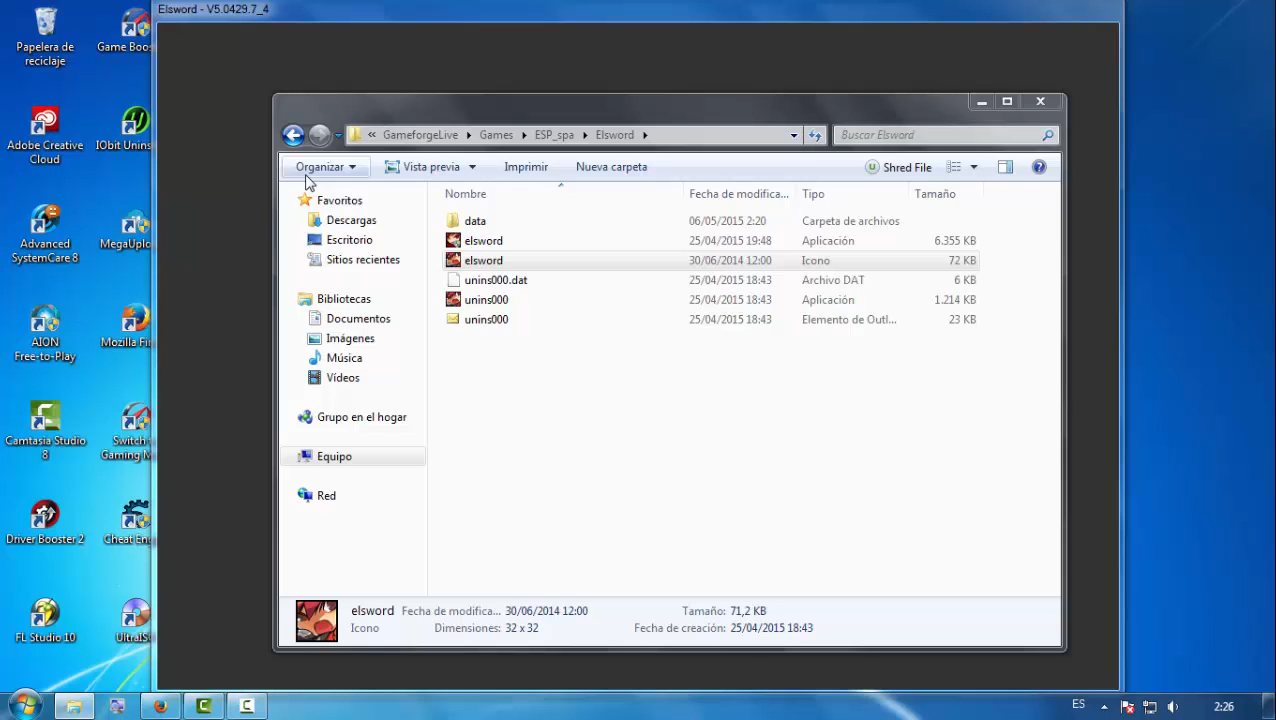 Elsword - V5.0429.7_4
Papelera de reciclaje
Game Boos
Adobe Creative Cloud
IObit Unins
Advanced SystemCare 8
MegaUplo
AION Free-to-Play
Mozilla Fir
Camtasia Studio 8
Switch
Gaming M
Driver Booster 2
Cheat En
FL Studio 10
UltraIS
« GameforgeLive ▸ Games ▸ ESP_spa ▸ Elsword ▸
Buscar Elsword
Organizar Vista previa Imprimir Nueva carpeta Shred File
Favoritos
Descargas
Escritorio
Sitios recientes
Bibliotecas
Documentos
Imágenes
Música
Vídeos
Grupo en el hogar
Equipo
Red
Nombre Fecha de modifica... Tipo Tamaño
data 06/05/2015 2:20 Carpeta de archivos
elsword 25/04/2015 19:48 Aplicación 6.355 KB
elsword 30/06/2014 12:00 Icono 72 KB
unins000.dat 25/04/2015 18:43 Archivo DAT 6 KB
unins000 25/04/2015 18:43 Aplicación 1.214 KB
unins000 25/04/2015 18:43 Elemento de Outl... 23 KB
elsword Fecha de modifica... 30/06/2014 12:00 Tamaño: 71,2 KB
Icono Dimensiones: 32 x 32 Fecha de creación: 25/04/2015 18:43
ES 2:26